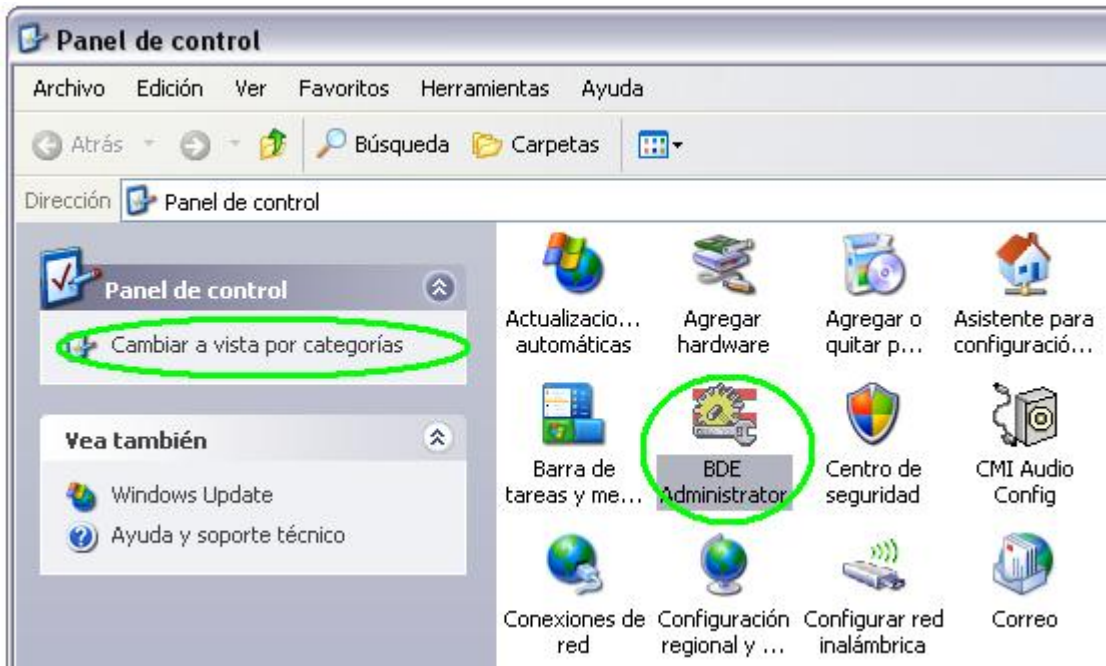 Panel de control
Archivo Edición Ver Favoritos Herramientas Ayuda
Atrás Búsqueda Carpetas
Dirección Panel de control
Panel de control
Cambiar a vista por categorías
Vea también
Windows Update
Ayuda y soporte técnico
Actualizacio...
automáticas
Agregar
hardware
Agregar o
quitar p...
Asistente para
configuració...
Barra de
tareas y me...
BDE
Administrator
Centro de
seguridad
CMI Audio
Config
Conexiones de
red
Configuración
regional y ...
Configurar red
inalámbrica
Correo